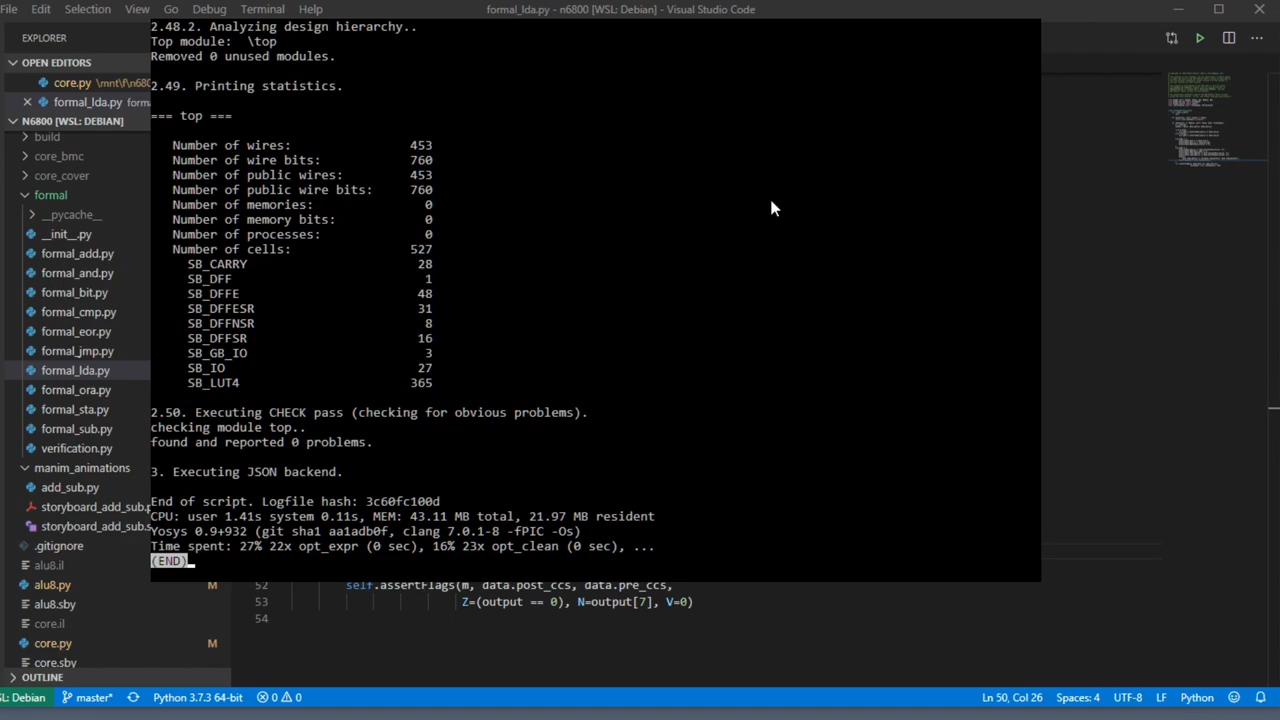 File Edit Selection View Go Debug Terminal Help formal_lda.py - n6800 [WSL: Debian] - Visual Studio Code
EXPLORER
OPEN EDITORS
core.py \mnt\f\n680
formal_lda.py forma
N6800 [WSL: DEBIAN]
build
core_bmc
core_cover
formal
__pycache__
__init__.py
formal_add.py
formal_and.py
formal_bit.py
formal_cmp.py
formal_eor.py
formal_jmp.py
formal_lda.py
formal_ora.py
formal_sta.py
formal_sub.py
verification.py
manim_animations
add_sub.py
storyboard_add_sub.p
storyboard_add_sub.s
.gitignore
alu8.il
alu8.py M
alu8.sby
core.il
core.py M
core.sby
OUTLINE
2.48.2. Analyzing design hierarchy..
Top module:  \top
Removed 0 unused modules.
2.49. Printing statistics.
=== top ===
Number of wires: 453
Number of wire bits: 760
Number of public wires: 453
Number of public wire bits: 760
Number of memories: 0
Number of memory bits: 0
Number of processes: 0
Number of cells: 527
SB_CARRY 28
SB_DFF 1
SB_DFFE 48
SB_DFFESR 31
SB_DFFNSR 8
SB_DFFSR 16
SB_GB_IO 3
SB_IO 27
SB_LUT4 365
2.50. Executing CHECK pass (checking for obvious problems).
checking module top..
found and reported 0 problems.
3. Executing JSON backend.
End of script. Logfile hash: 3c60fc100d
CPU: user 1.41s system 0.11s, MEM: 43.11 MB total, 21.97 MB resident
Yosys 0.9+932 (git sha1 aa1adb0f, clang 7.0.1-8 -fPIC -Os)
Time spent: 27% 22x opt_expr (0 sec), 16% 23x opt_clean (0 sec), ...
(END)
52 self.assertFlags(m, data.post_ccs, data.pre_ccs,
53 Z=(output == 0), N=output[7], V=0)
54
SL: Debian master* Python 3.7.3 64-bit 0 0 Ln 50, Col 26 Spaces: 4 UTF-8 LF Python